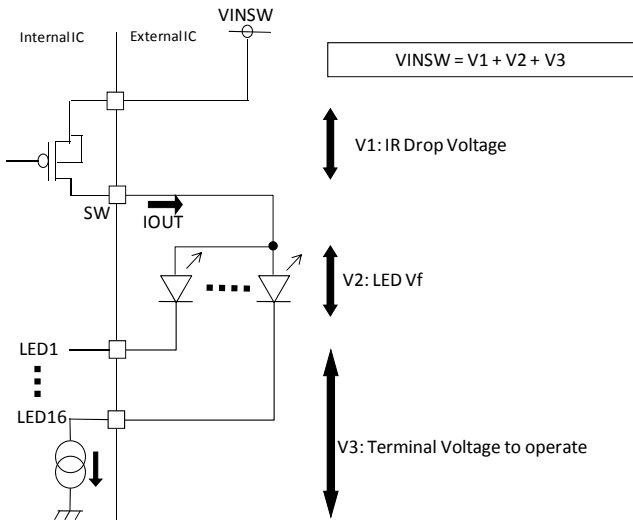 VINSW
Internal IC
External IC
VINSW = V1 + V2 + V3
V1: IR Drop Voltage
SW
IOUT
V2: LED Vf
LED1
LED16
V3: Terminal Voltage to operate